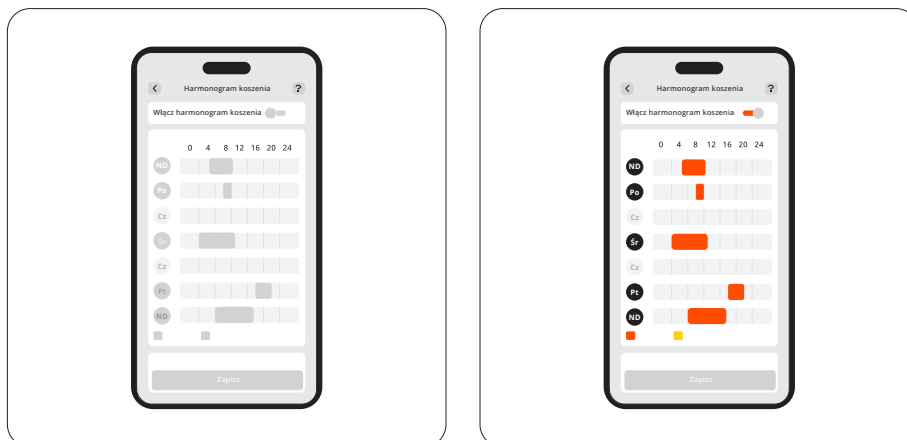 Harmonogram koszenia ?
Włącz harmonogram koszenia
0 4 8 12 16 20 24
ND
Po
Cz
Śr
Cz
Pt
ND
Zapisz
Harmonogram koszenia ?
Włącz harmonogram koszenia
0 4 8 12 16 20 24
ND
Po
Cz
Śr
Cz
Pt
ND
Zapisz